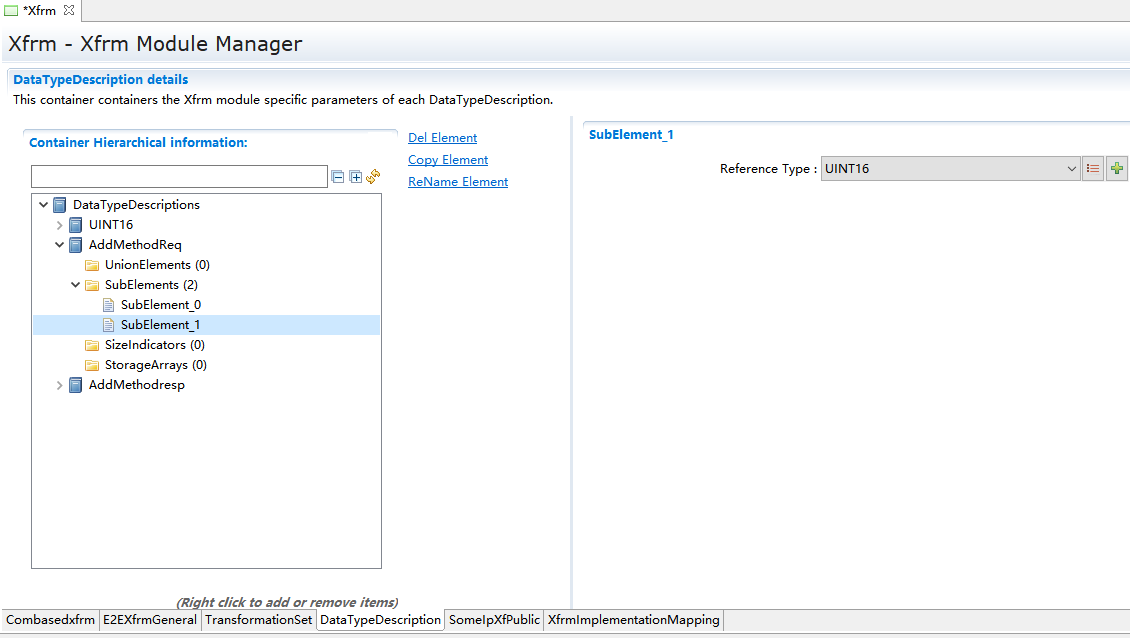 *Xfrm
Xfrm - Xfrm Module Manager
DataTypeDescription details
This container containers the Xfrm module specific parameters of each DataTypeDescription.
Container Hierarchical information:
Del Element
Copy Element
ReName Element
DataTypeDescriptions
UINT16
AddMethodReq
UnionElements (0)
SubElements (2)
SubElement_0
SubElement_1
SizeIndicators (0)
StorageArrays (0)
AddMethodresp
(Right click to add or remove items)
SubElement_1
Reference Type : UINT16
Combasedxfrm E2EXfrmGeneral TransformationSet DataTypeDescription SomeIpXfPublic XfrmImplementationMapping